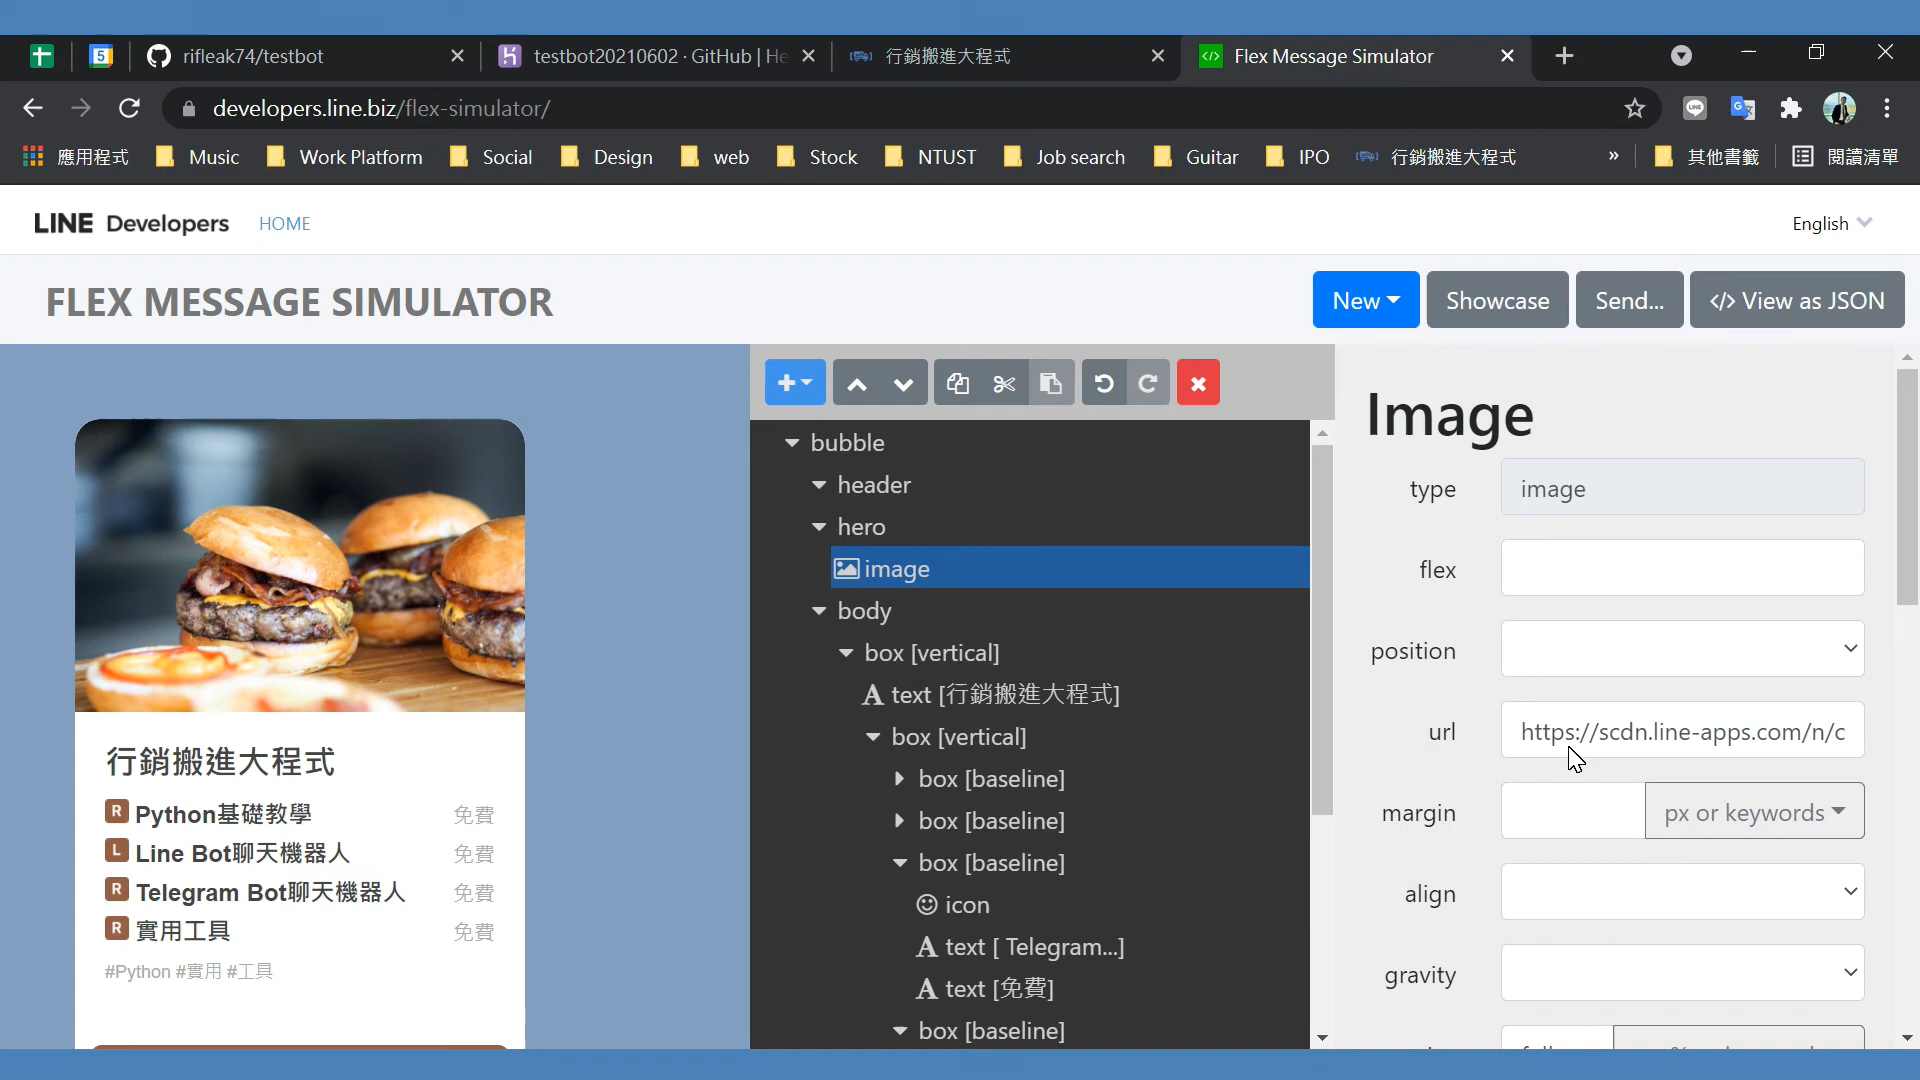 rifleak74/testbot
testbot20210602 · GitHub | He
行銷搬進大程式
Flex Message Simulator
developers.line.biz/flex-simulator/
應用程式
Music
Work Platform
Social
Design
web
Stock
NTUST
Job search
Guitar
IPO
行銷搬進大程式
»
其他書籤
閱讀清單
LINE Developers
HOME
English
FLEX MESSAGE SIMULATOR
New
Showcase
Send...
</> View as JSON
行銷搬進大程式
R Python基礎教學 免費
L Line Bot聊天機器人 免費
R Telegram Bot聊天機器人 免費
R 實用工具 免費
#Python #實用 #工具
bubble
header
hero
image
body
box [vertical]
A text [行銷搬進大程式]
box [vertical]
box [baseline]
box [baseline]
box [baseline]
icon
A text [ Telegram...]
A text [免費]
box [baseline]
Image
type image
flex
position
url https://scdn.line-apps.com/n/c
margin px or keywords
align
gravity